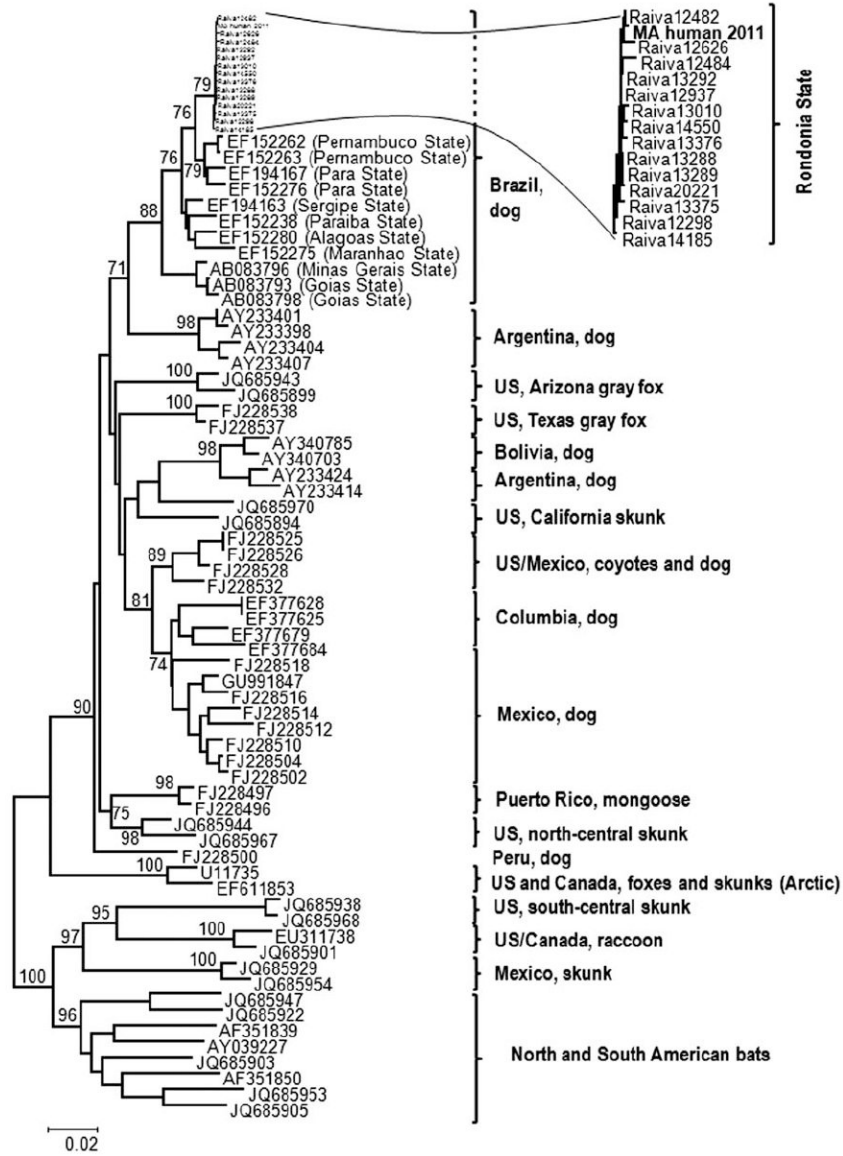 79
76
76
79
88
71
EF152262 (Pernambuco State)
EF152263 (Pernambuco State)
EF194167 (Para State)
EF152276 (Para State)
EF194163 (Sergipe State)
EF152238 (Paraiba State)
EF152280 (Alagoas State)
EF152275 (Maranhao State)
AB083796 (Minas Gerais State)
AB083793 (Goias State)
AB083798 (Goias State)
Brazil,
dog
Raiva12482
MA human 2011
Raiva12626
Raiva12484
Raiva13292
Raiva12937
Raiva13010
Raiva14550
Raiva13376
Raiva13288
Raiva13289
Raiva20221
Raiva13375
Raiva12298
Raiva14185
Rondonia State
98
AY233401
AY233398
AY233404
AY233407
Argentina, dog
100
JQ685943
JQ685899
US, Arizona gray fox
100
FJ228538
FJ228537
US, Texas gray fox
98
AY340785
AY340703
Bolivia, dog
AY233424
AY233414
Argentina, dog
JQ685970
JQ685894
US, California skunk
89
FJ228525
FJ228526
FJ228528
FJ228532
US/Mexico, coyotes and dog
81
EF377628
EF377625
EF377679
EF377684
Columbia, dog
74
FJ228518
GU991847
FJ228516
FJ228514
FJ228512
FJ228510
FJ228504
FJ228502
Mexico, dog
90
98
FJ228497
FJ228496
Puerto Rico, mongoose
75
98
JQ685944
JQ685967
US, north-central skunk
FJ228500
Peru, dog
100
U11735
EF611853
US and Canada, foxes and skunks (Arctic)
95
JQ685938
JQ685968
US, south-central skunk
97
100
EU311738
JQ685901
US/Canada, raccoon
100
100
JQ685929
JQ685954
Mexico, skunk
96
JQ685947
JQ685922
AF351839
AY039227
JQ685903
AF351850
JQ685953
JQ685905
North and South American bats
0.02